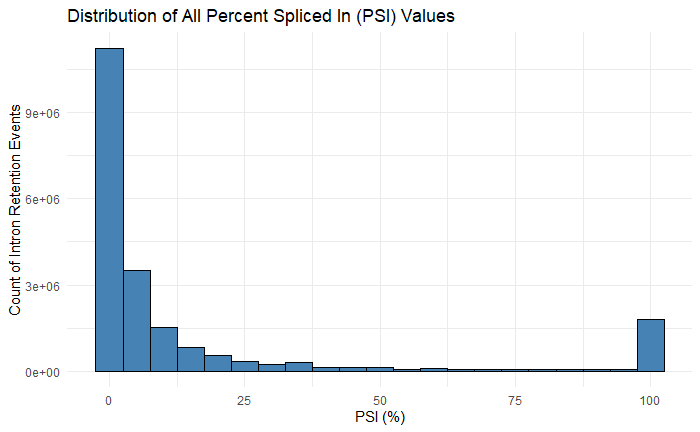 Distribution of All Percent Spliced In (PSI) Values
Count of Intron Retention Events
9e+06
6e+06
3e+06
0e+00
0 25 50 75 100
PSI (%)